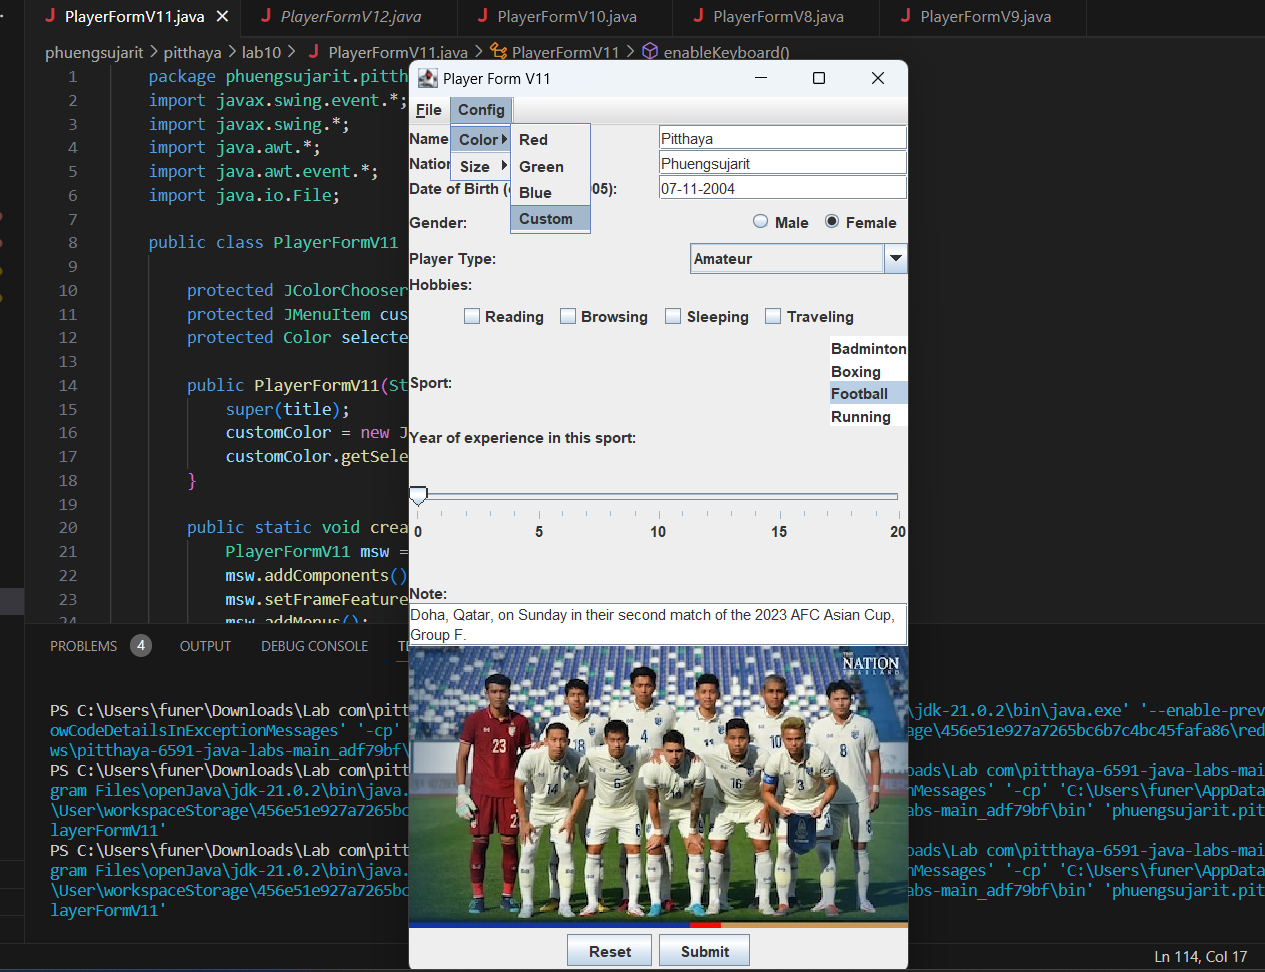 PlayerFormV11.java
PlayerFormV12.java
PlayerFormV10.java
PlayerFormV8.java
PlayerFormV9.java
phuengsujarit > pitthaya > lab10 > PlayerFormV11.java > PlayerFormV11 > enableKeyboard()
1 package phuengsujarit.pitth
2 import javax.swing.event.*;
3 import javax.swing.*;
4 import java.awt.*;
5 import java.awt.event.*;
6 import java.io.File;
7
8 public class PlayerFormV11
9
10 protected JColorChooser
11 protected JMenuItem cus
12 protected Color selecte
13
14 public PlayerFormV11(St
15 super(title);
16 customColor = new J
17 customColor.getSele
18 }
19
20 public static void crea
21 PlayerFormV11 msw =
22 msw.addComponents()
23 msw.setFrameFeature
24 msw.addMenus();
Player Form V11
File Config
Color Red
Size Green
Blue
Custom
Name Pitthaya
Nation Phuengsujarit
Date of Birth ( 05): 07-11-2004
Gender: Male Female
Player Type: Amateur
Hobbies:
Reading Browsing Sleeping Traveling
Sport:
Badminton
Boxing
Football
Running
Year of experience in this sport:
0 5 10 15 20
Note:
Doha, Qatar, on Sunday in their second match of the 2023 AFC Asian Cup,
Group F.
THE NATION
THAILAND
23 18 4 11 8
14 6 16 3
Reset Submit
PROBLEMS 4 OUTPUT DEBUG CONSOLE TE
PS C:\Users\funer\Downloads\Lab com\pitt \jdk-21.0.2\bin\java.exe' '--enable-prev
owCodeDetailsInExceptionMessages' '-cp' age\456e51e927a7265bc6b7c4bc45fafa86\red
ws\pitthaya-6591-java-labs-main_adf79bf\
PS C:\Users\funer\Downloads\Lab com\pitt oads\Lab com\pitthaya-6591-java-labs-mai
gram Files\openJava\jdk-21.0.2\bin\java. nMessages' '-cp' 'C:\Users\funer\AppData
\User\workspaceStorage\456e51e927a7265bc abs-main_adf79bf\bin' 'phuengsujarit.pit
layerFormV11'
PS C:\Users\funer\Downloads\Lab com\pitt oads\Lab com\pitthaya-6591-java-labs-mai
gram Files\openJava\jdk-21.0.2\bin\java. nMessages' '-cp' 'C:\Users\funer\AppData
\User\workspaceStorage\456e51e927a7265bc abs-main_adf79bf\bin' 'phuengsujarit.pit
layerFormV11'
Ln 114, Col 17